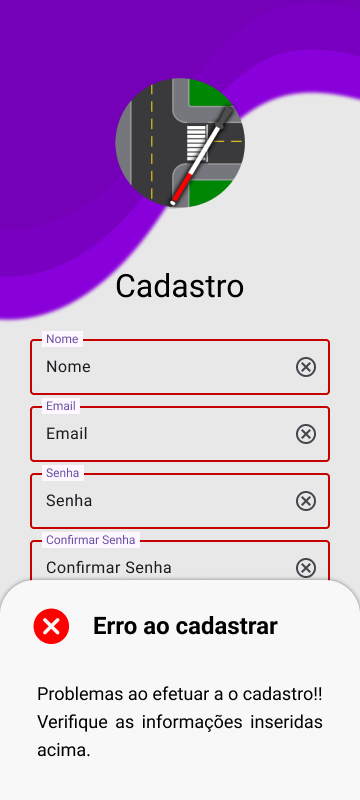 Cadastro
Nome
Nome
Email
Email
Senha
Senha
Confirmar Senha
Confirmar Senha
Erro ao cadastrar
Problemas ao efetuar a o cadastro!!
Verifique as informações inseridas
acima.